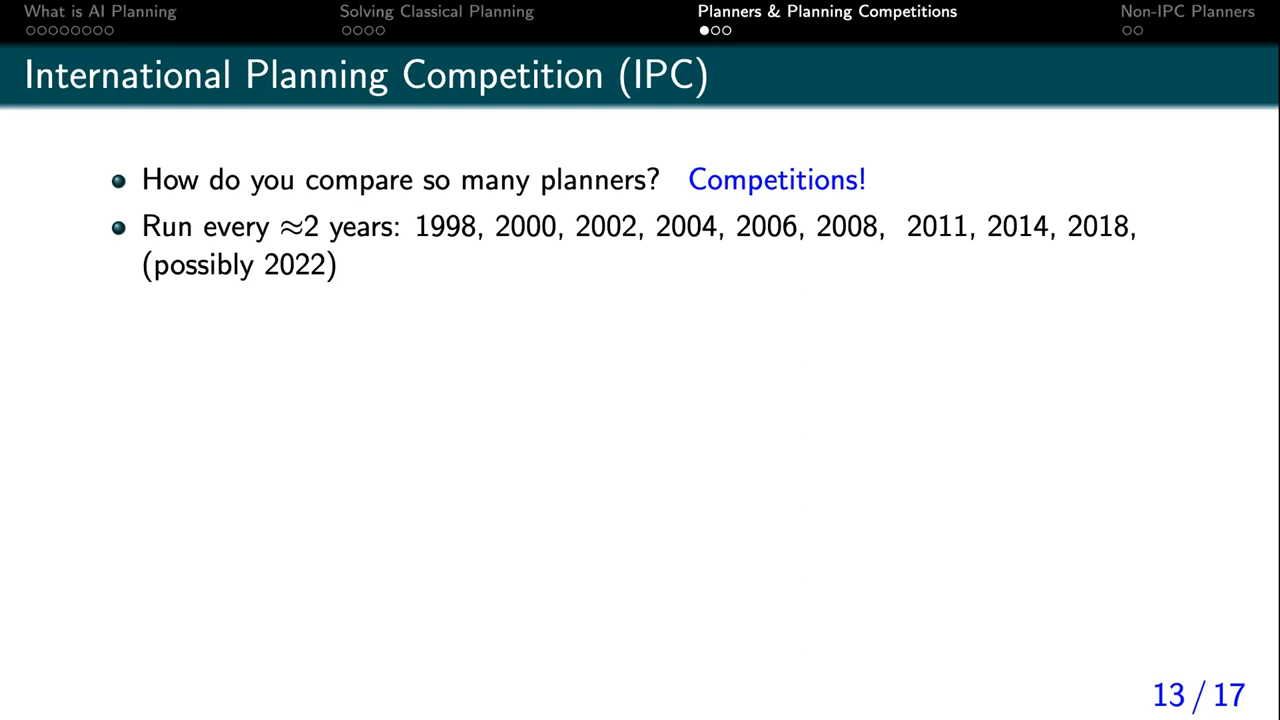 What is AI Planning Solving Classical Planning Planners & Planning Competitions Non-IPC Planners
International Planning Competition (IPC)
How do you compare so many planners? Competitions!
Run every ≈2 years: 1998, 2000, 2002, 2004, 2006, 2008, 2011, 2014, 2018,
(possibly 2022)
13 / 17